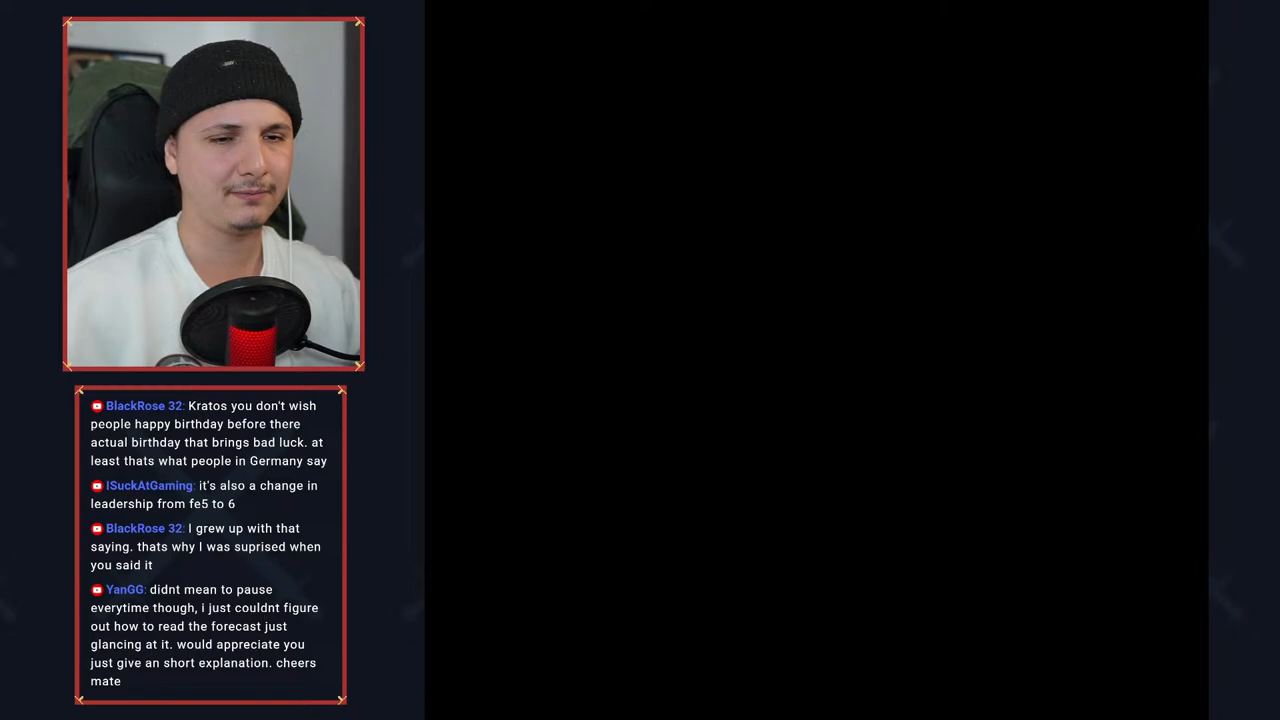 BlackRose 32: Kratos you don't wish
people happy birthday before there
actual birthday that brings bad luck. at
least thats what people in Germany say
ISuckAtGaming: it's also a change in
leadership from fe5 to 6
BlackRose 32: I grew up with that
saying. thats why I was suprised when
you said it
YanGG: didnt mean to pause
everytime though, i just couldnt figure
out how to read the forecast just
glancing at it. would appreciate you
just give an short explanation. cheers
mate